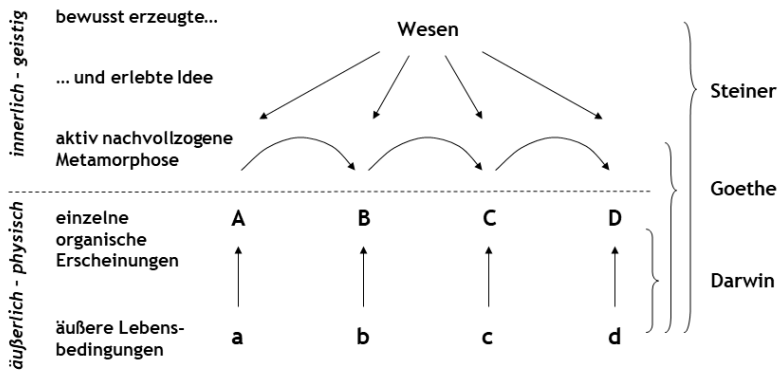 innerlich - geistig
bewusst erzeugte...
Wesen
... und erlebte Idee
Steiner
aktiv nachvollzogene
Metamorphose
Goethe
äußerlich - physisch
einzelne
organische
Erscheinungen
A B C D
Darwin
äußere Lebens-
bedingungen
a b c d